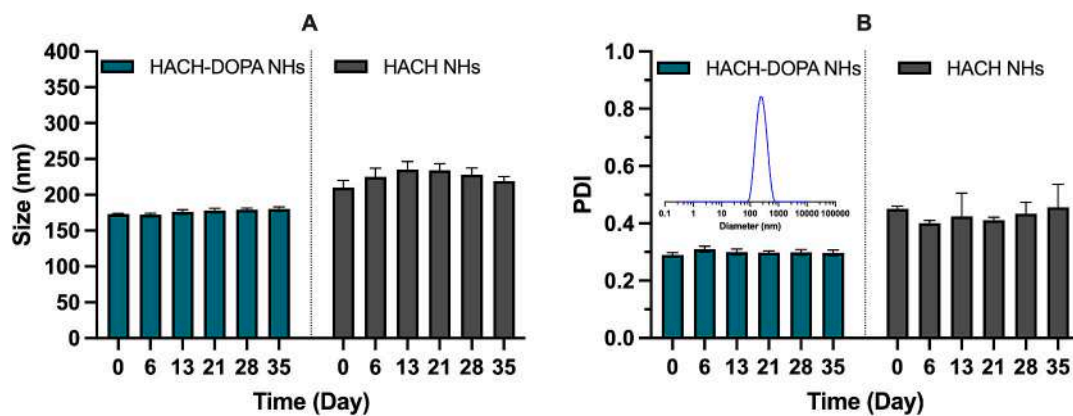 A
400
350
300
250
200
150
100
50
0
Size (nm)
HACH-DOPA NHs
HACH NHs
0 6 13 21 28 35 0 6 13 21 28 35
Time (Day)
B
1.0
0.8
0.6
0.4
0.2
0.0
PDI
HACH-DOPA NHs
HACH NHs
0.1 1 10 100 1000 10000 100000
Diameter (nm)
0 6 13 21 28 35 0 6 13 21 28 35
Time (Day)